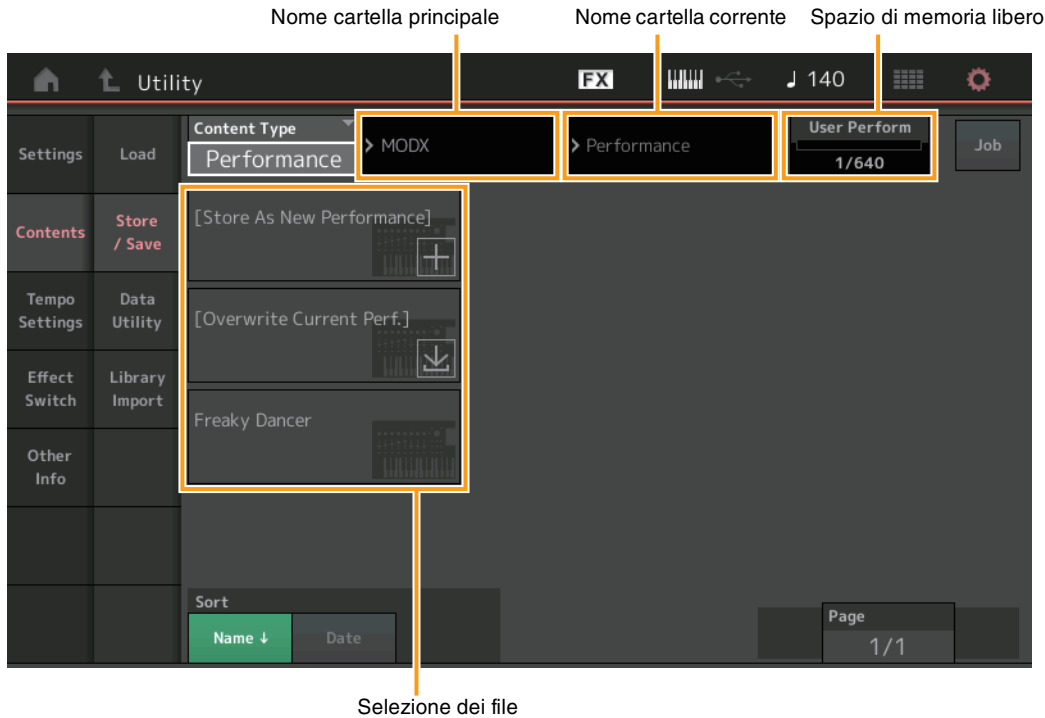 Nome cartella principale
Nome cartella corrente
Spazio di memoria libero
Utility
FX
140
Settings
Load
Content Type
Performance
> MODX
> Performance
User Perform
1/640
Job
Contents
Store
/ Save
[Store As New Performance]
Tempo
Settings
Data
Utility
[Overwrite Current Perf.]
Effect
Switch
Library
Import
Freaky Dancer
Other
Info
Sort
Name ↓
Date
Page
1/1
Selezione dei file